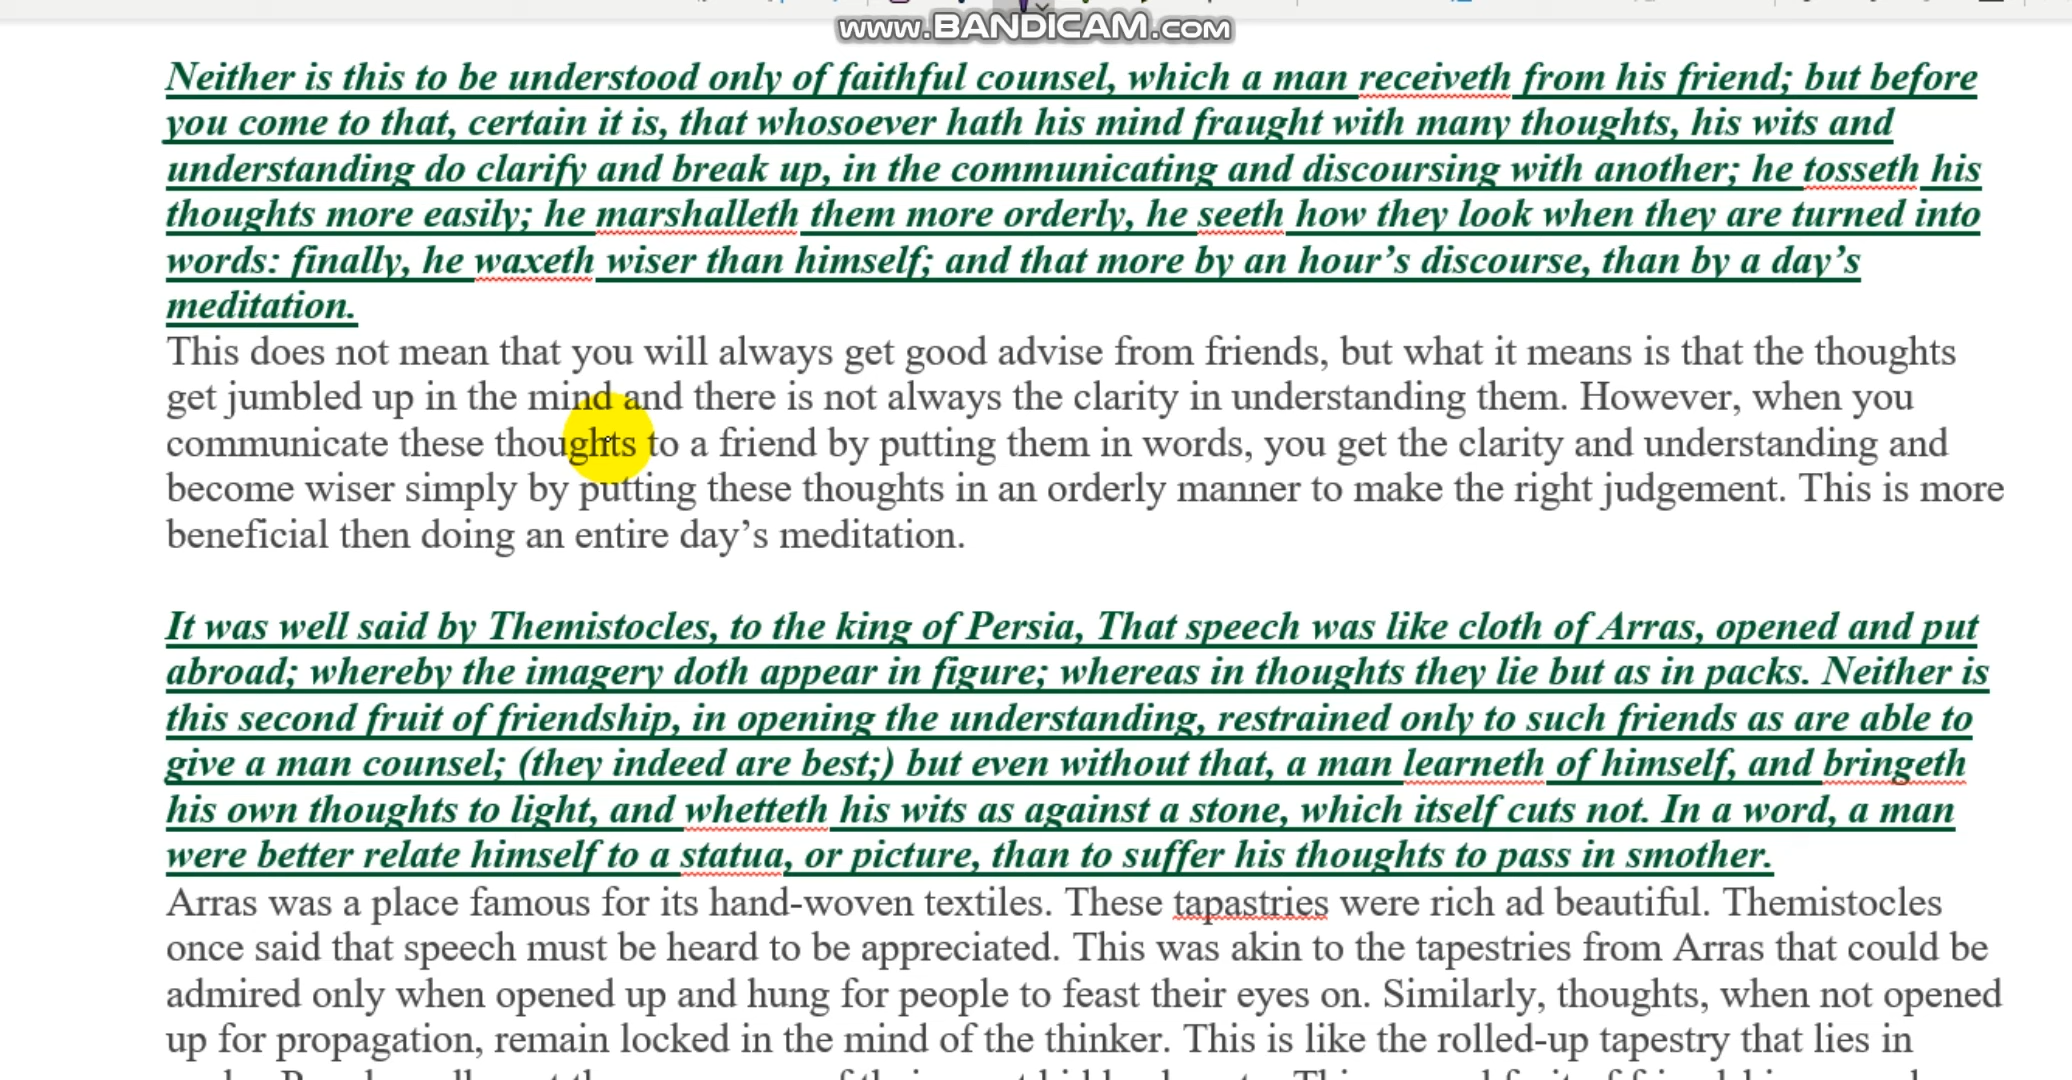 www.BANDICAM.com
Neither is this to be understood only of faithful counsel, which a man receiveth from his friend; but before
you come to that, certain it is, that whosoever hath his mind fraught with many thoughts, his wits and
understanding do clarify and break up, in the communicating and discoursing with another; he tosseth his
thoughts more easily; he marshalleth them more orderly, he seeth how they look when they are turned into
words: finally, he waxeth wiser than himself; and that more by an hour’s discourse, than by a day’s
meditation.
This does not mean that you will always get good advise from friends, but what it means is that the thoughts
get jumbled up in the mind and there is not always the clarity in understanding them. However, when you
communicate these thoughts to a friend by putting them in words, you get the clarity and understanding and
become wiser simply by putting these thoughts in an orderly manner to make the right judgement. This is more
beneficial then doing an entire day’s meditation.
It was well said by Themistocles, to the king of Persia, That speech was like cloth of Arras, opened and put
abroad; whereby the imagery doth appear in figure; whereas in thoughts they lie but as in packs. Neither is
this second fruit of friendship, in opening the understanding, restrained only to such friends as are able to
give a man counsel; (they indeed are best;) but even without that, a man learneth of himself, and bringeth
his own thoughts to light, and whetteth his wits as against a stone, which itself cuts not. In a word, a man
were better relate himself to a statua, or picture, than to suffer his thoughts to pass in smother.
Arras was a place famous for its hand-woven textiles. These tapastries were rich ad beautiful. Themistocles
once said that speech must be heard to be appreciated. This was akin to the tapestries from Arras that could be
admired only when opened up and hung for people to feast their eyes on. Similarly, thoughts, when not opened
up for propagation, remain locked in the mind of the thinker. This is like the rolled-up tapestry that lies in